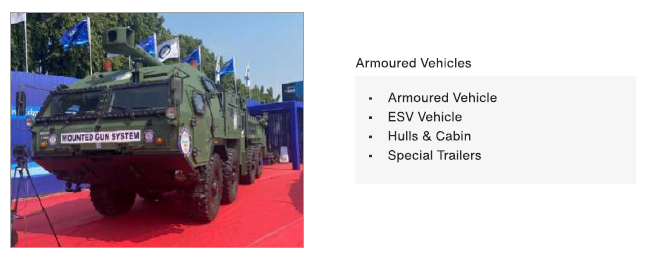 MOUNTED GUN SYSTEM
Armoured Vehicles
Armoured Vehicle
ESV Vehicle
Hulls & Cabin
Special Trailers